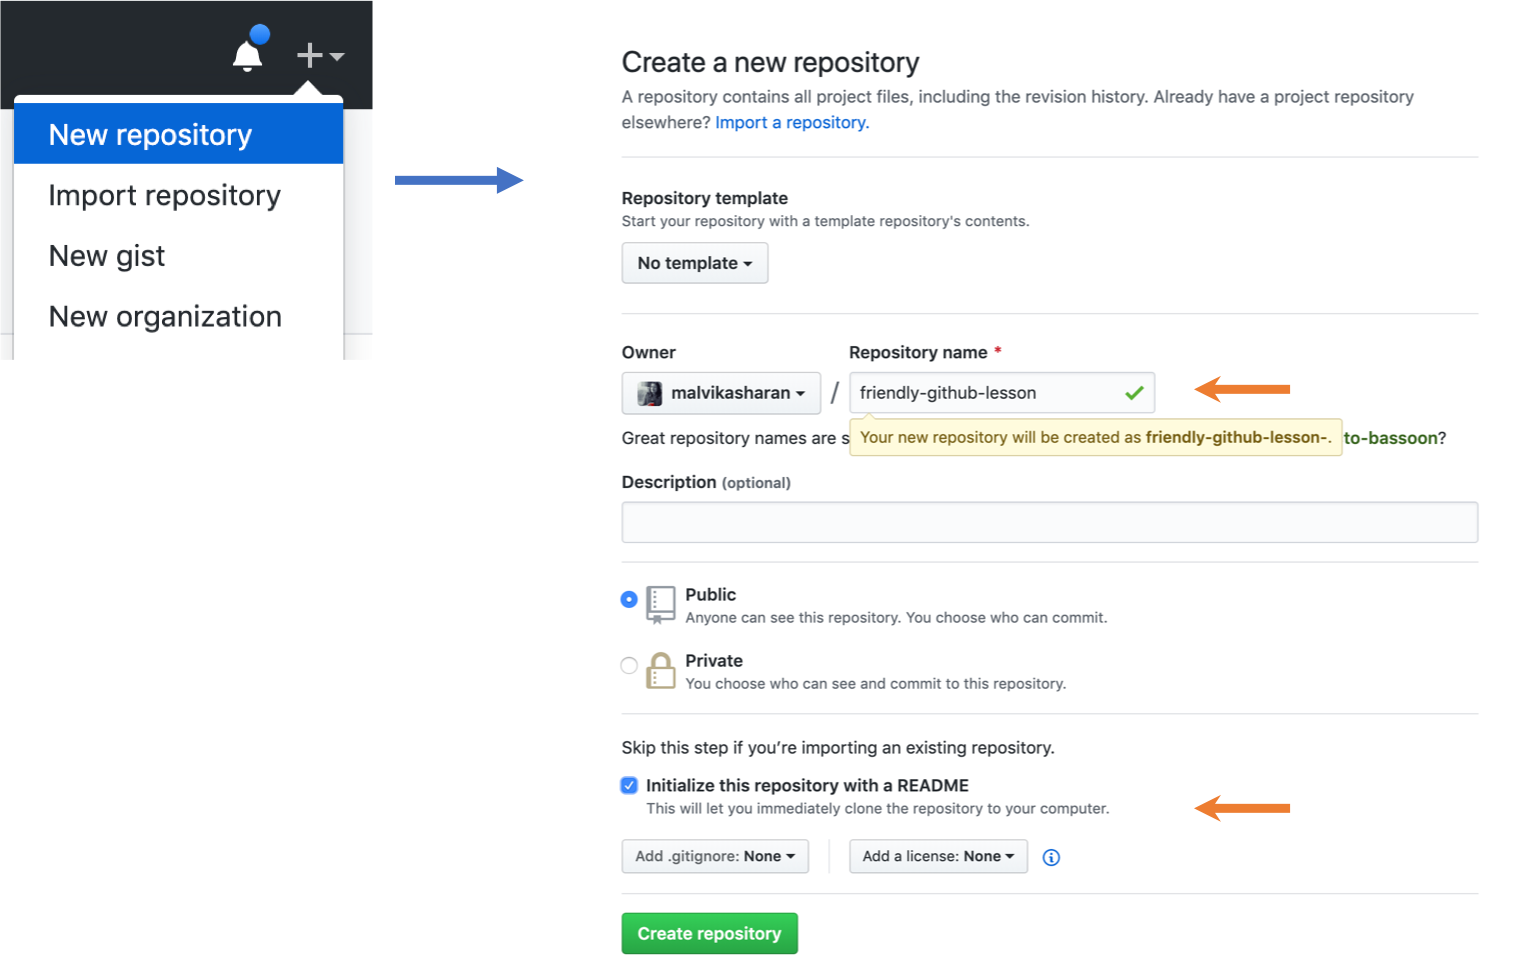 New repository
Import repository
New gist
New organization
Create a new repository
A repository contains all project files, including the revision history. Already have a project repository
elsewhere? Import a repository.
Repository template
Start your repository with a template repository's contents.
No template
Owner
Repository name *
malvikasharan / friendly-github-lesson
Great repository names are s
Your new repository will be created as friendly-github-lesson-.
to-bassoon?
Description (optional)
Public
Anyone can see this repository. You choose who can commit.
Private
You choose who can see and commit to this repository.
Skip this step if you’re importing an existing repository.
Initialize this repository with a README
This will let you immediately clone the repository to your computer.
Add .gitignore: None
Add a license: None
Create repository